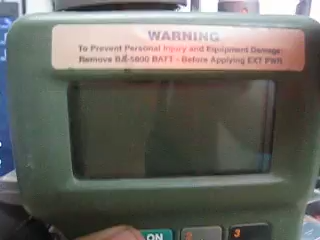 WARNING
To Prevent Personal Injury and Equipment Damage
Remove BA-5800 BATT - Before Applying EXT PWR
ON
2
3